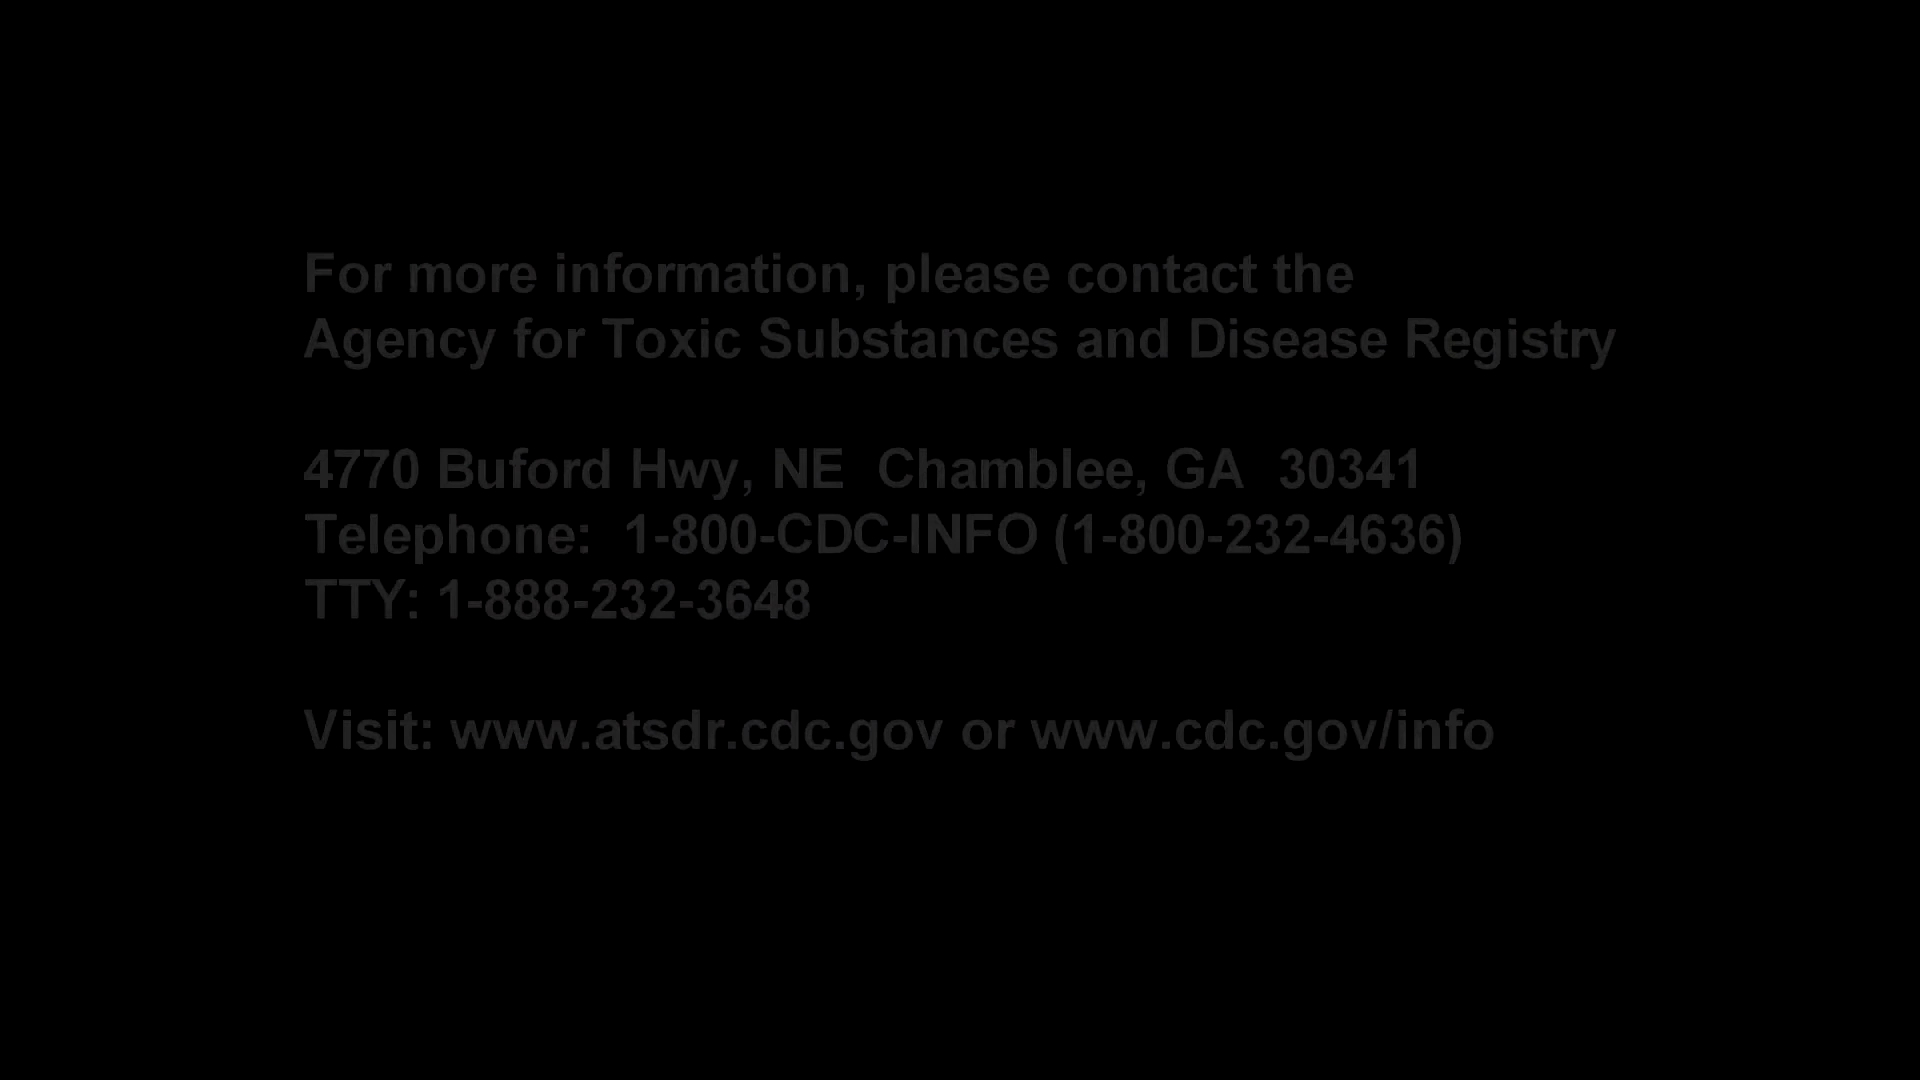 For more information, please contact the
Agency for Toxic Substances and Disease Registry
4770 Buford Hwy, NE  Chamblee, GA  30341
Telephone:  1-800-CDC-INFO (1-800-232-4636)
TTY: 1-888-232-3648
Visit: www.atsdr.cdc.gov or www.cdc.gov/info